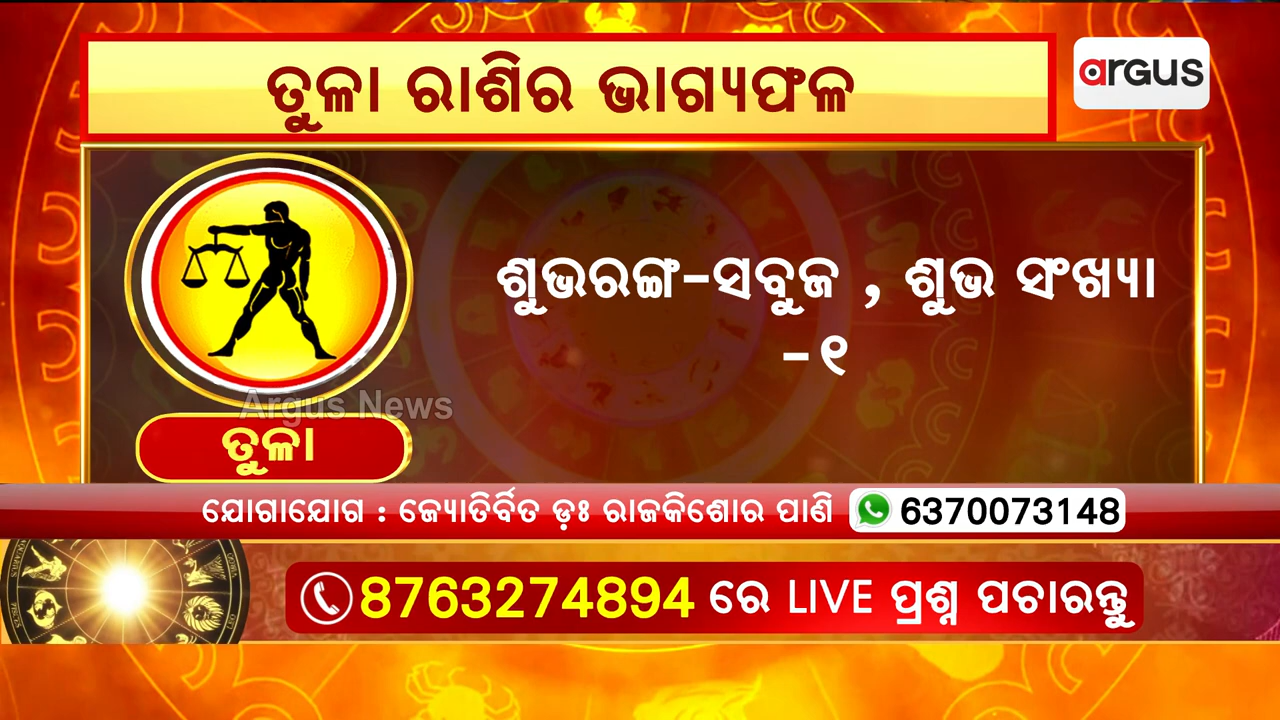 ତୁଳା ରାଶିର ଭାଗ୍ୟଫଳ
argus
ଶୁଭରଙ୍ଗ-ସବୁଜ , ଶୁଭ ସଂଖ୍ୟା
-୧
Argus News
ତୁଳା
ଯୋଗାଯୋଗ : ଜ୍ୟୋତିର୍ବିତ ଡ଼ଃ ରାଜକିଶୋର ପାଣି 6370073148
8763274894 ରେ LIVE ପ୍ରଶ୍ନ ପଚାରନ୍ତୁ